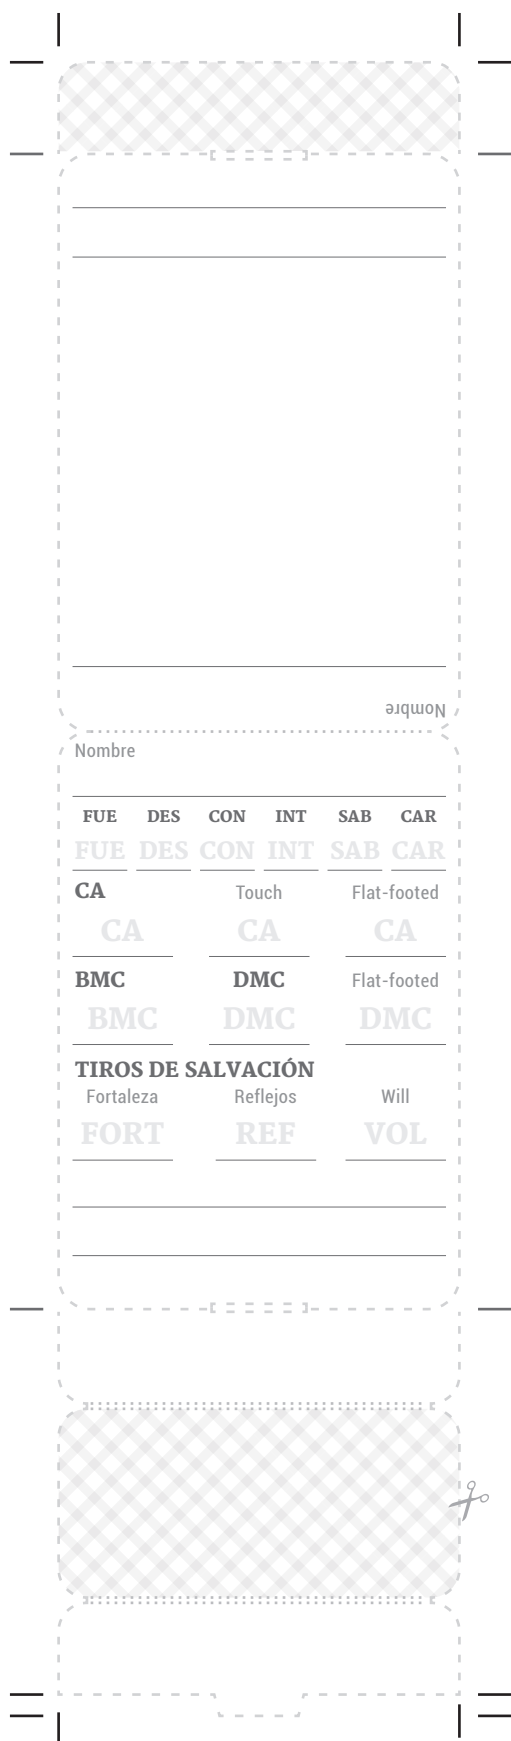 Nombre
Nombre
FUE DES CON INT SAB CAR
FUE DES CON INT SAB CAR
CA Touch Flat-footed
CA CA CA
BMC DMC Flat-footed
BMC DMC DMC
TIROS DE SALVACIÓN
Fortaleza Reflejos Will
FORT REF VOL